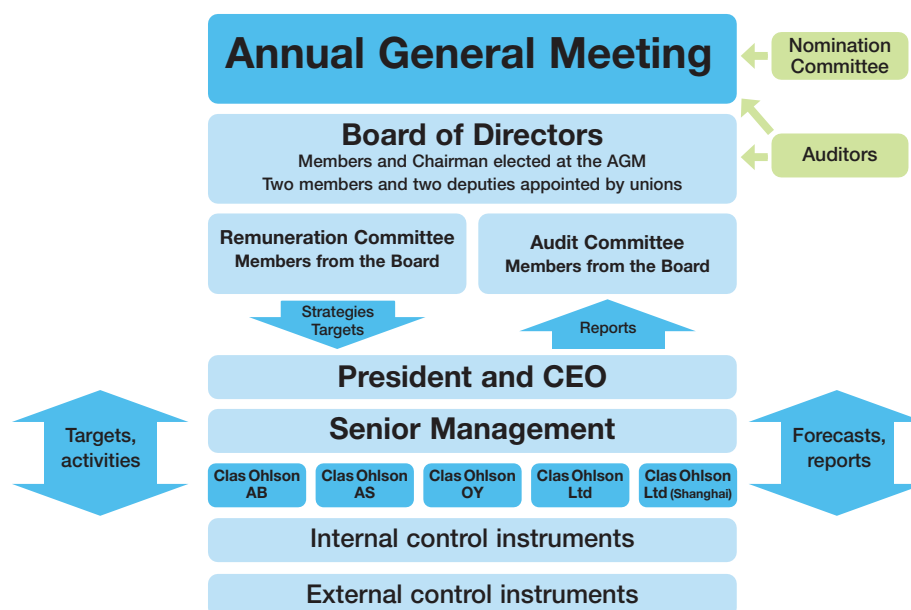 Annual General Meeting
Nomination
Committee
Board of Directors
Members and Chairman elected at the AGM
Two members and two deputies appointed by unions
Auditors
Remuneration Committee
Members from the Board
Audit Committee
Members from the Board
Strategies
Targets
Reports
President and CEO
Senior Management
Targets,
activities
Forecasts,
reports
Clas Ohlson
AB
Clas Ohlson
AS
Clas Ohlson
OY
Clas Ohlson
Ltd
Clas Ohlson
Ltd (Shanghai)
Internal control instruments
External control instruments